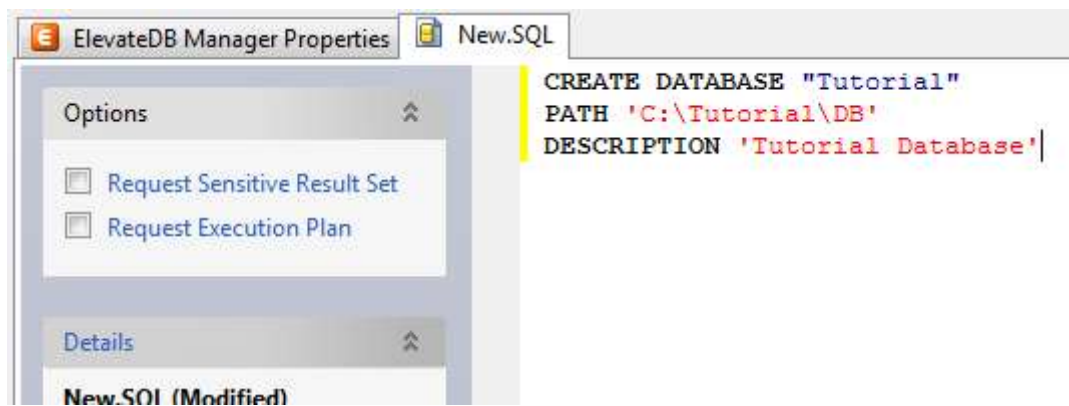 ElevateDB Manager Properties
New.SQL
Options
Request Sensitive Result Set
Request Execution Plan
Details
New.SQL (Modified)
CREATE DATABASE "Tutorial"
PATH 'C:\Tutorial\DB'
DESCRIPTION 'Tutorial Database'